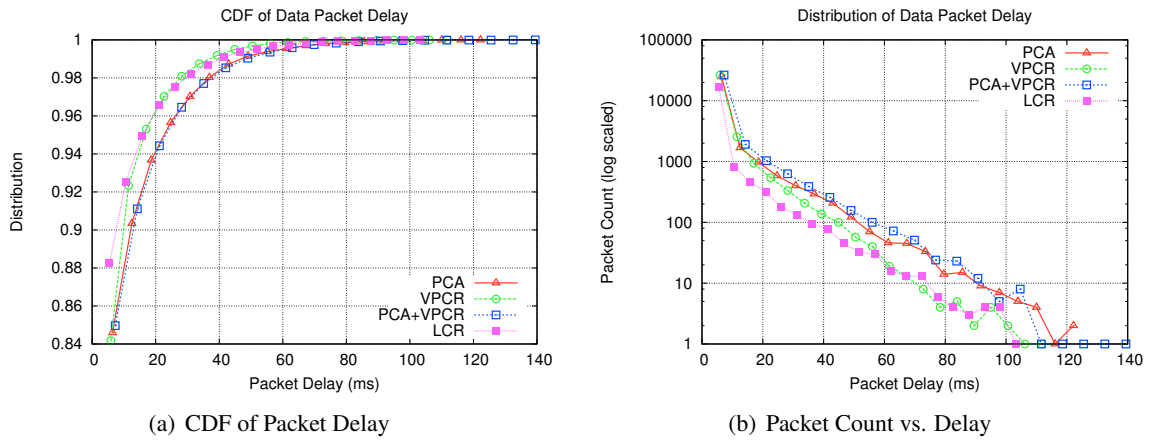 CDF of Data Packet Delay
1
0.98
0.96
0.94
0.92
0.9
0.88
0.86
0.84
Distribution
PCA
VPCR
PCA+VPCR
LCR
0 20 40 60 80 100 120 140
Packet Delay (ms)
(a) CDF of Packet Delay
Distribution of Data Packet Delay
100000
10000
1000
100
10
1
Packet Count (log scaled)
PCA
VPCR
PCA+VPCR
LCR
0 20 40 60 80 100 120 140
Packet Delay (ms)
(b) Packet Count vs. Delay